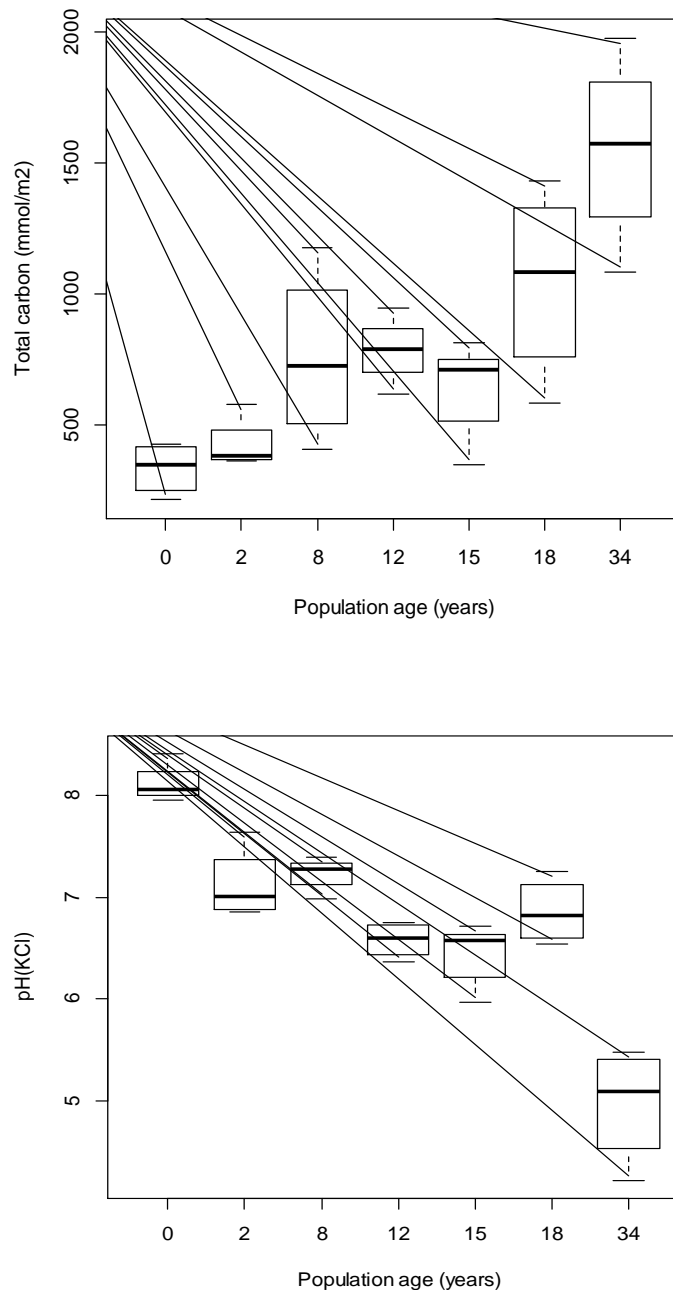 Total carbon (mmol/m2)
2000
1500
1000
500
0 2 8 12 15 18 34
Population age (years)
pH(KCl)
8
7
6
5
0 2 8 12 15 18 34
Population age (years)